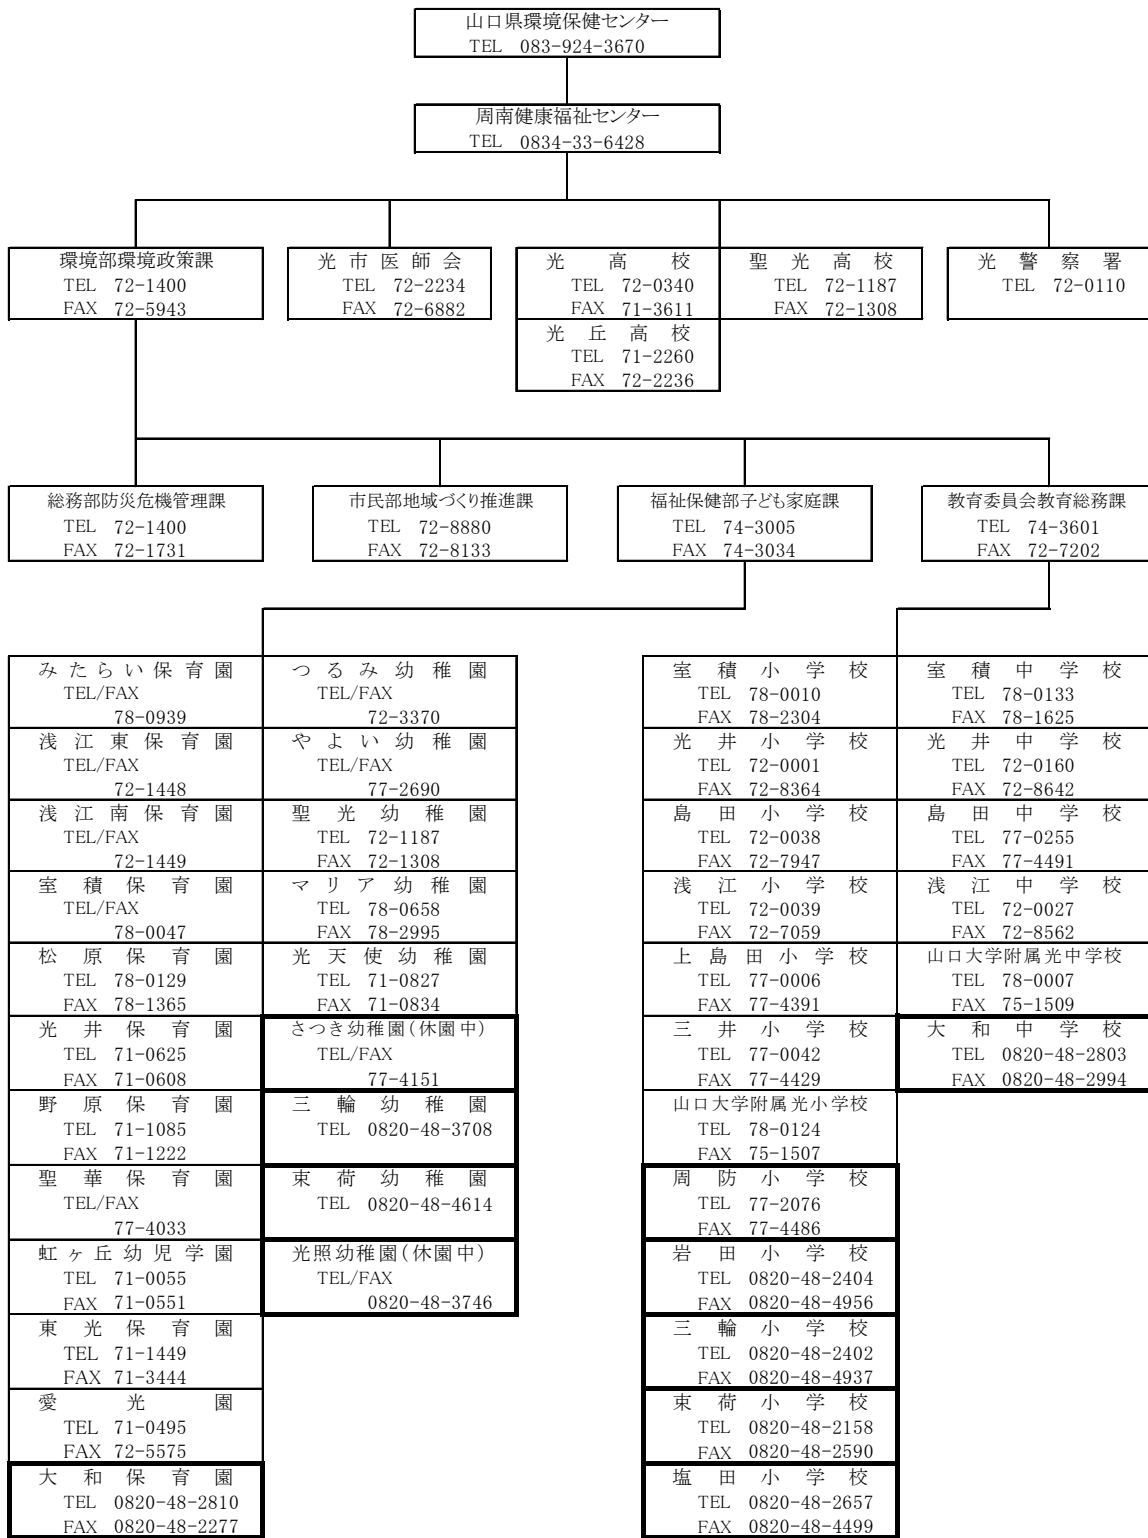 山口県環境保健センター
TEL 083-924-3670
周南健康福祉センター
TEL 0834-33-6428
環境部環境政策課
TEL 72-1400
FAX 72-5943
光市医師会
TEL 72-2234
FAX 72-6882
光高校
TEL 72-0340
FAX 71-3611
聖光高校
TEL 72-1187
FAX 72-1308
光警察署
TEL 72-0110
光丘高校
TEL 71-2260
FAX 72-2236
総務部防災危機管理課
TEL 72-1400
FAX 72-1731
市民部地域づくり推進課
TEL 72-8880
FAX 72-8133
福祉保健部子ども家庭課
TEL 74-3005
FAX 74-3034
教育委員会教育総務課
TEL 74-3601
FAX 72-7202
みたらい保育園
TEL/FAX
78-0939
浅江東保育園
TEL/FAX
72-1448
浅江南保育園
TEL/FAX
72-1449
室積保育園
TEL/FAX
78-0047
松原保育園
TEL 78-0129
FAX 78-1365
光井保育園
TEL 71-0625
FAX 71-0608
野原保育園
TEL 71-1085
FAX 71-1222
聖華保育園
TEL/FAX
77-4033
虹ヶ丘幼児学園
TEL 71-0055
FAX 71-0551
東光保育園
TEL 71-1449
FAX 71-3444
愛光園
TEL 71-0495
FAX 72-5575
大和保育園
TEL 0820-48-2810
FAX 0820-48-2277
つるみ幼稚園
TEL/FAX
72-3370
やよい幼稚園
TEL/FAX
77-2690
聖光幼稚園
TEL 72-1187
FAX 72-1308
マリア幼稚園
TEL 78-0658
FAX 78-2995
光天使幼稚園
TEL 71-0827
FAX 71-0834
さつき幼稚園(休園中)
TEL/FAX
77-4151
三輪幼稚園
TEL 0820-48-3708
束荷幼稚園
TEL 0820-48-4614
光照幼稚園(休園中)
TEL/FAX
0820-48-3746
室積小学校
TEL 78-0010
FAX 78-2304
光井小学校
TEL 72-0001
FAX 72-8364
島田小学校
TEL 72-0038
FAX 72-7947
浅江小学校
TEL 72-0039
FAX 72-7059
上島田小学校
TEL 77-0006
FAX 77-4391
三井小学校
TEL 77-0042
FAX 77-4429
山口大学附属光小学校
TEL 78-0124
FAX 75-1507
周防小学校
TEL 77-2076
FAX 77-4486
岩田小学校
TEL 0820-48-2404
FAX 0820-48-4956
三輪小学校
TEL 0820-48-2402
FAX 0820-48-4937
束荷小学校
TEL 0820-48-2158
FAX 0820-48-2590
塩田小学校
TEL 0820-48-2657
FAX 0820-48-4499
室積中学校
TEL 78-0133
FAX 78-1625
光井中学校
TEL 72-0160
FAX 72-8642
島田中学校
TEL 77-0255
FAX 77-4491
浅江中学校
TEL 72-0027
FAX 72-8562
山口大学附属光中学校
TEL 78-0007
FAX 75-1509
大和中学校
TEL 0820-48-2803
FAX 0820-48-2994